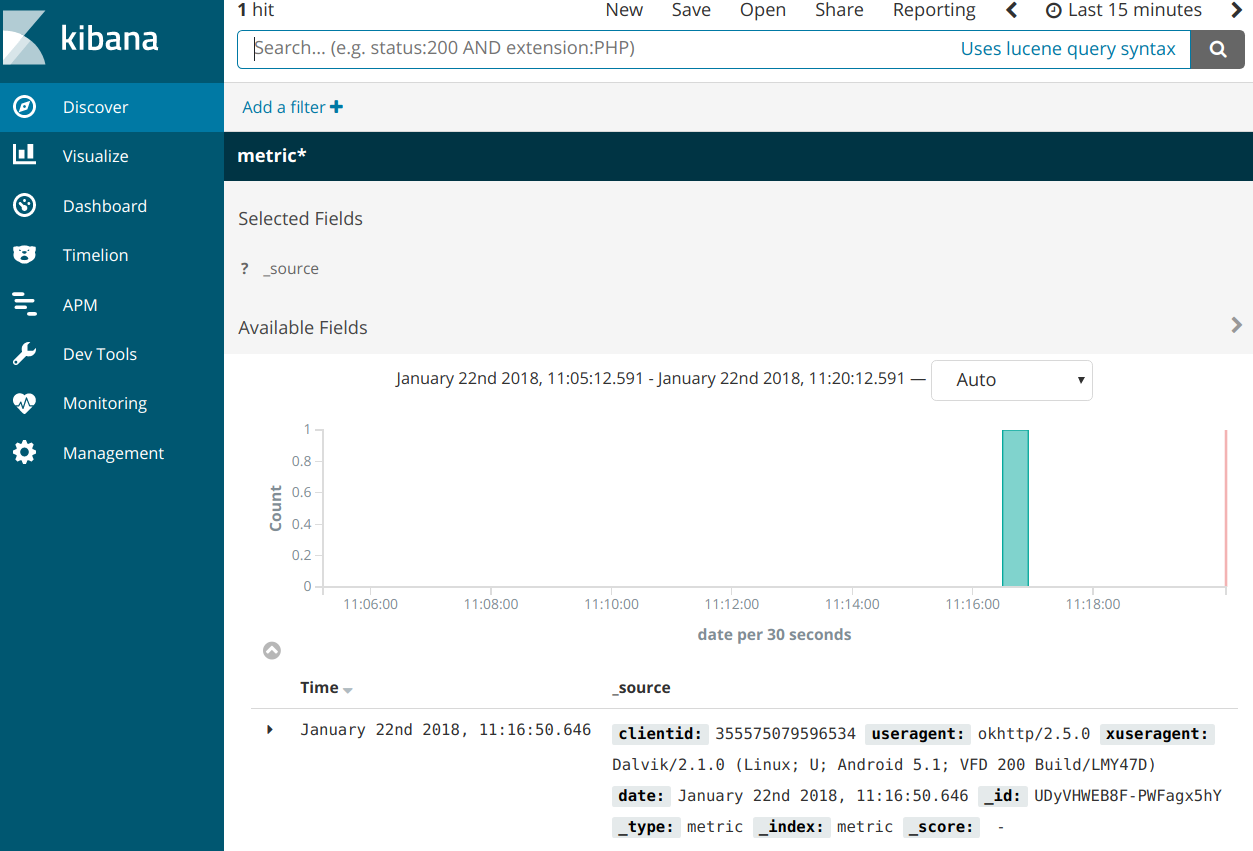 kibana
Discover
Visualize
Dashboard
Timelion
APM
Dev Tools
Monitoring
Management
1 hit
New Save Open Share Reporting Last 15 minutes
Search... (e.g. status:200 AND extension:PHP) Uses lucene query syntax
Add a filter +
metric*
Selected Fields
? _source
Available Fields
January 22nd 2018, 11:05:12.591 - January 22nd 2018, 11:20:12.591 — Auto
1
0.8
0.6
0.4
0.2
0
Count
11:06:00 11:08:00 11:10:00 11:12:00 11:14:00 11:16:00 11:18:00
date per 30 seconds
Time _source
January 22nd 2018, 11:16:50.646 clientid: 355575079596534 useragent: okhttp/2.5.0 xuseragent:
Dalvik/2.1.0 (Linux; U; Android 5.1; VFD 200 Build/LMY47D)
date: January 22nd 2018, 11:16:50.646 _id: UDyVHWEB8F-PWFagx5hY
_type: metric _index: metric _score: -